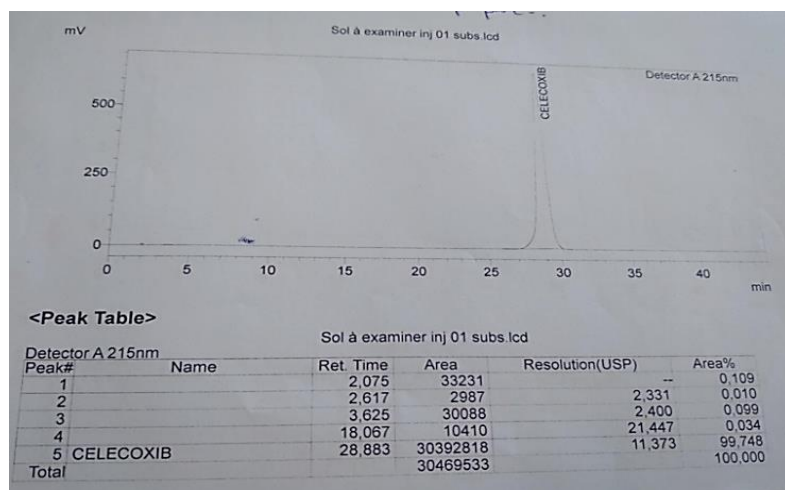 mV
Sol à examiner inj 01 subs.lcd
Detector A 215nm
CELECOXIB
500
250
0
0 5 10 15 20 25 30 35 40
min
<Peak Table>
Sol à examiner inj 01 subs.lcd
Detector A 215nm
Peak# Name Ret. Time Area Resolution(USP) Area%
1 2,075 33231 -- 0,109
2 2,617 2987 2,331 0,010
3 3,625 30088 2,400 0,099
4 18,067 10410 21,447 0,034
5 CELECOXIB 28,883 30392818 11,373 99,748
Total 30469533 100,000